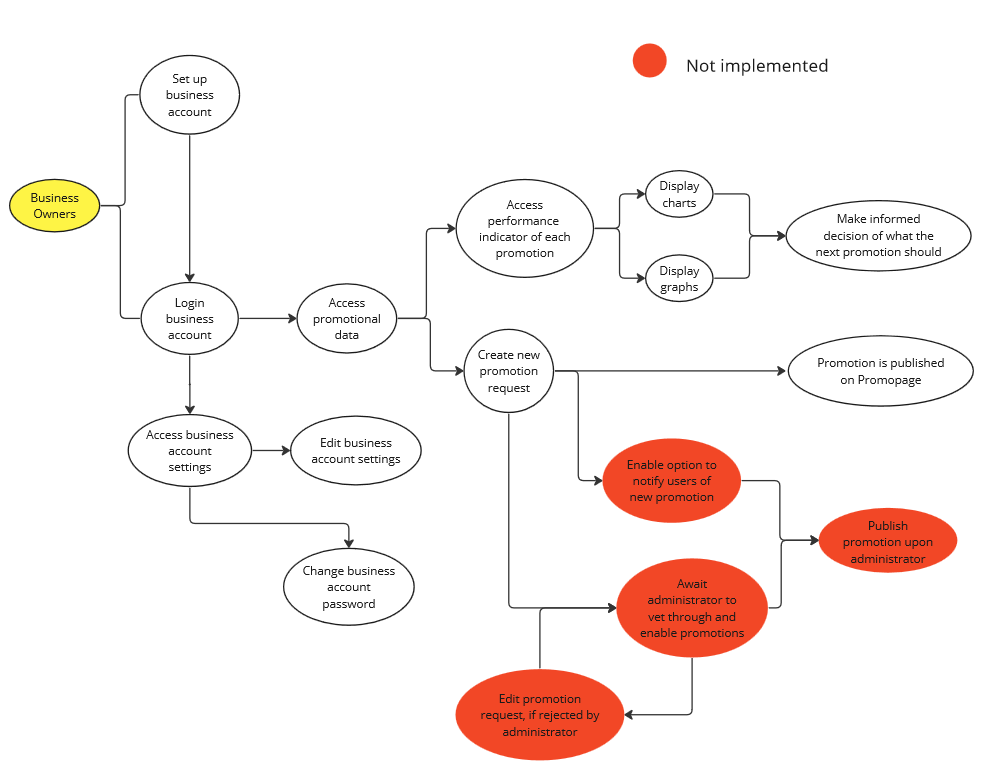 Not implemented
Set up
business
account
Business
Owners
Login
business
account
Access
promotional
data
Access
performance
indicator of each
promotion
Display
charts
Display
graphs
Make informed
decision of what the
next promotion should
Create new
promotion
request
Promotion is published
on Promopage
Access business
account
settings
Edit business
account settings
Change business
account
password
Enable option to
notify users of
new promotion
Publish
promotion upon
administrator
Await
administrator to
vet through and
enable promotions
Edit promotion
request, if rejected by
administrator